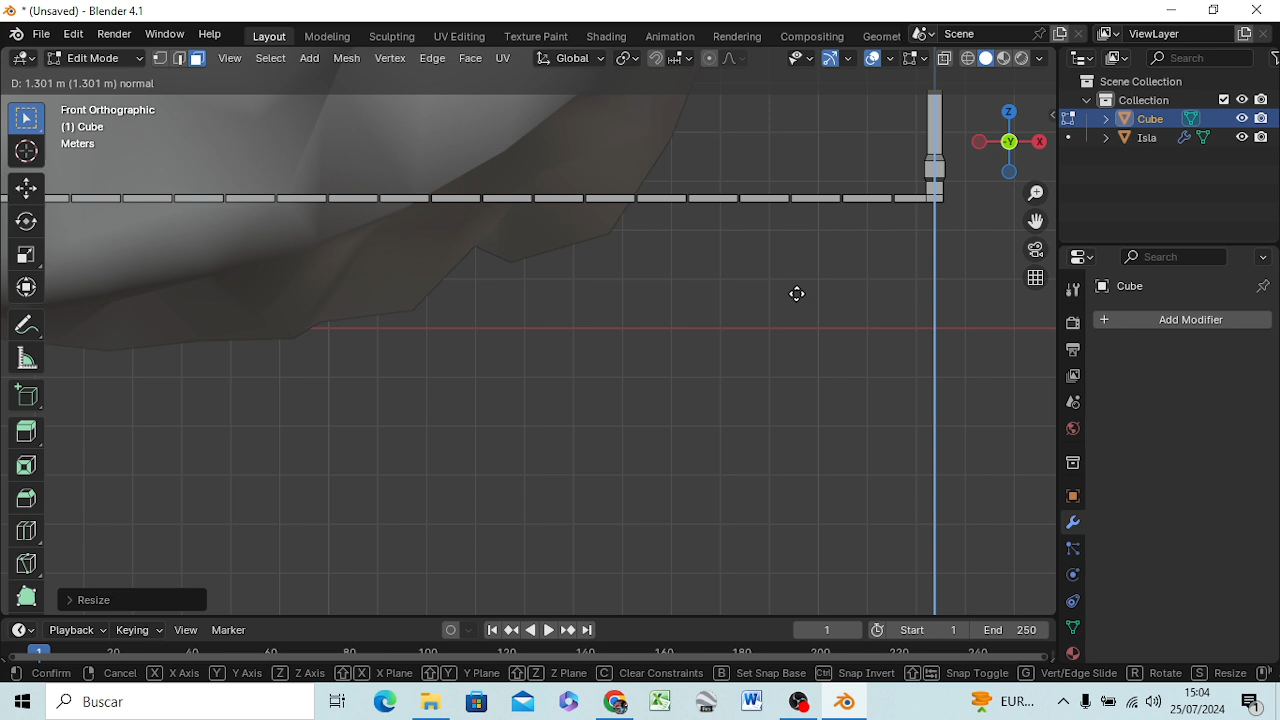 * (Unsaved) - Blender 4.1
File Edit Render Window Help Layout Modeling Sculpting UV Editing Texture Paint Shading Animation Rendering Compositing Geomet Scene ViewLayer
Edit Mode View Select Add Mesh Vertex Edge Face UV Global Search
D: 1.301 m (1.301 m) normal
Scene Collection
Front Orthographic
(1) Cube
Meters
Collection
Cube
Isla
Z
-Y
X
Search
Cube
Add Modifier
Resize
Playback Keying View Marker 1 Start 1 End 250
1 20 40 60 80 100 120 140 160 180 200 220 240
Confirm Cancel X X Axis Y Y Axis Z Z Axis X X Plane Y Y Plane Z Z Plane C Clear Constraints B Set Snap Base Ctrl Snap Invert Snap Toggle G Vert/Edge Slide R Rotate S Resize
Buscar EUR... 15:04
25/07/2024